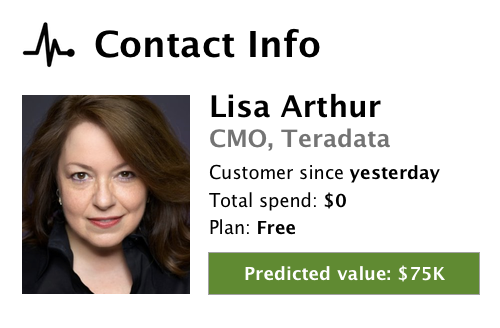 Contact Info
Lisa Arthur
CMO, Teradata
Customer since yesterday
Total spend: $0
Plan: Free
Predicted value: $75K